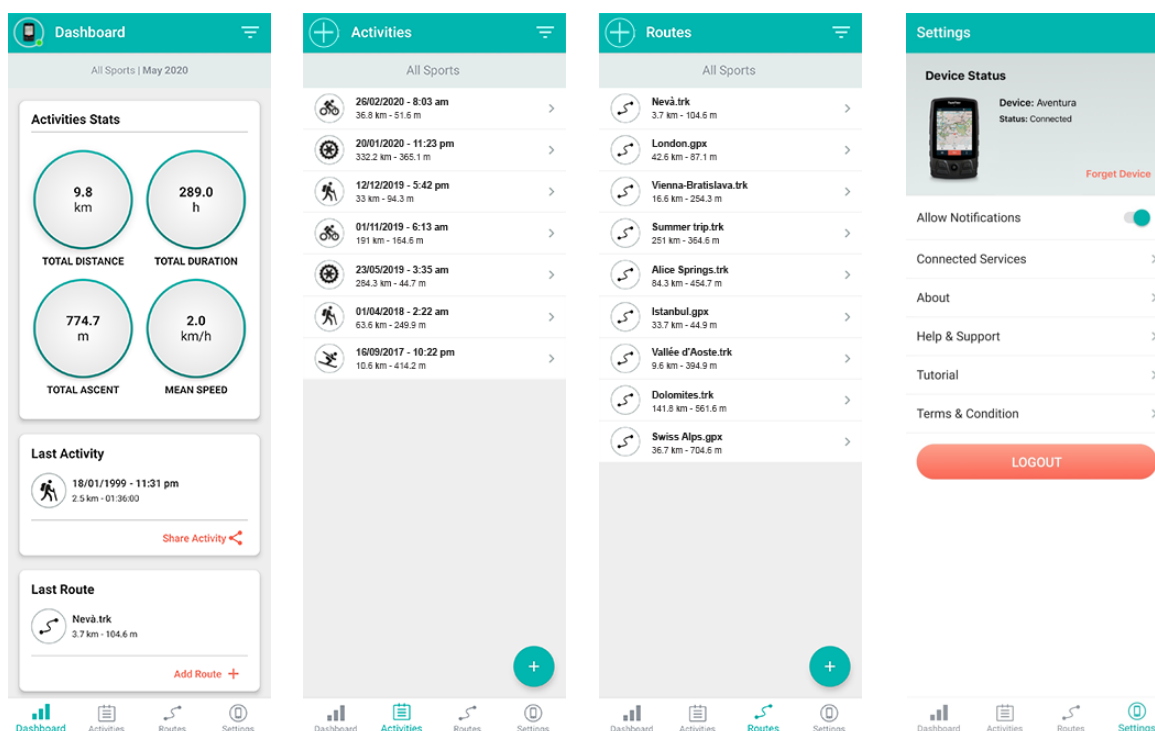 Dashboard
All Sports | May 2020
Activities Stats
9.8
km
289.0
h
TOTAL DISTANCE
TOTAL DURATION
774.7
m
2.0
km/h
TOTAL ASCENT
MEAN SPEED
Last Activity
18/01/1999 - 11:31 pm
2.5 km - 01:36:00
Share Activity
Last Route
Nevà.trk
3.7 km - 104.6 m
Add Route
Dashboard
Activities
Routes
Settings
Activities
All Sports
26/02/2020 - 8:03 am
36.8 km - 51.6 m
20/01/2020 - 11:23 pm
332.2 km - 365.1 m
12/12/2019 - 5:42 pm
33 km - 94.3 m
01/11/2019 - 6:13 am
191 km - 164.6 m
23/05/2019 - 3:35 am
284.3 km - 44.7 m
01/04/2018 - 2:22 am
63.6 km - 249.9 m
16/09/2017 - 10:22 pm
10.6 km - 414.2 m
Dashboard
Activities
Routes
Settings
Routes
All Sports
Nevà.trk
3.7 km - 104.6 m
London.gpx
42.6 km - 87.1 m
Vienna-Bratislava.trk
16.6 km - 254.3 m
Summer trip.trk
251 km - 364.6 m
Alice Springs.trk
84.3 km - 454.7 m
Istanbul.gpx
33.7 km - 44.9 m
Vallée d'Aoste.trk
9.6 km - 394.9 m
Dolomites.trk
141.8 km - 561.6 m
Swiss Alps.gpx
36.7 km - 704.6 m
Dashboard
Activities
Routes
Settings
Settings
Device Status
Device: Aventura
Status: Connected
Forget Device
Allow Notifications
Connected Services
About
Help & Support
Tutorial
Terms & Condition
LOGOUT
Dashboard
Activities
Routes
Settings